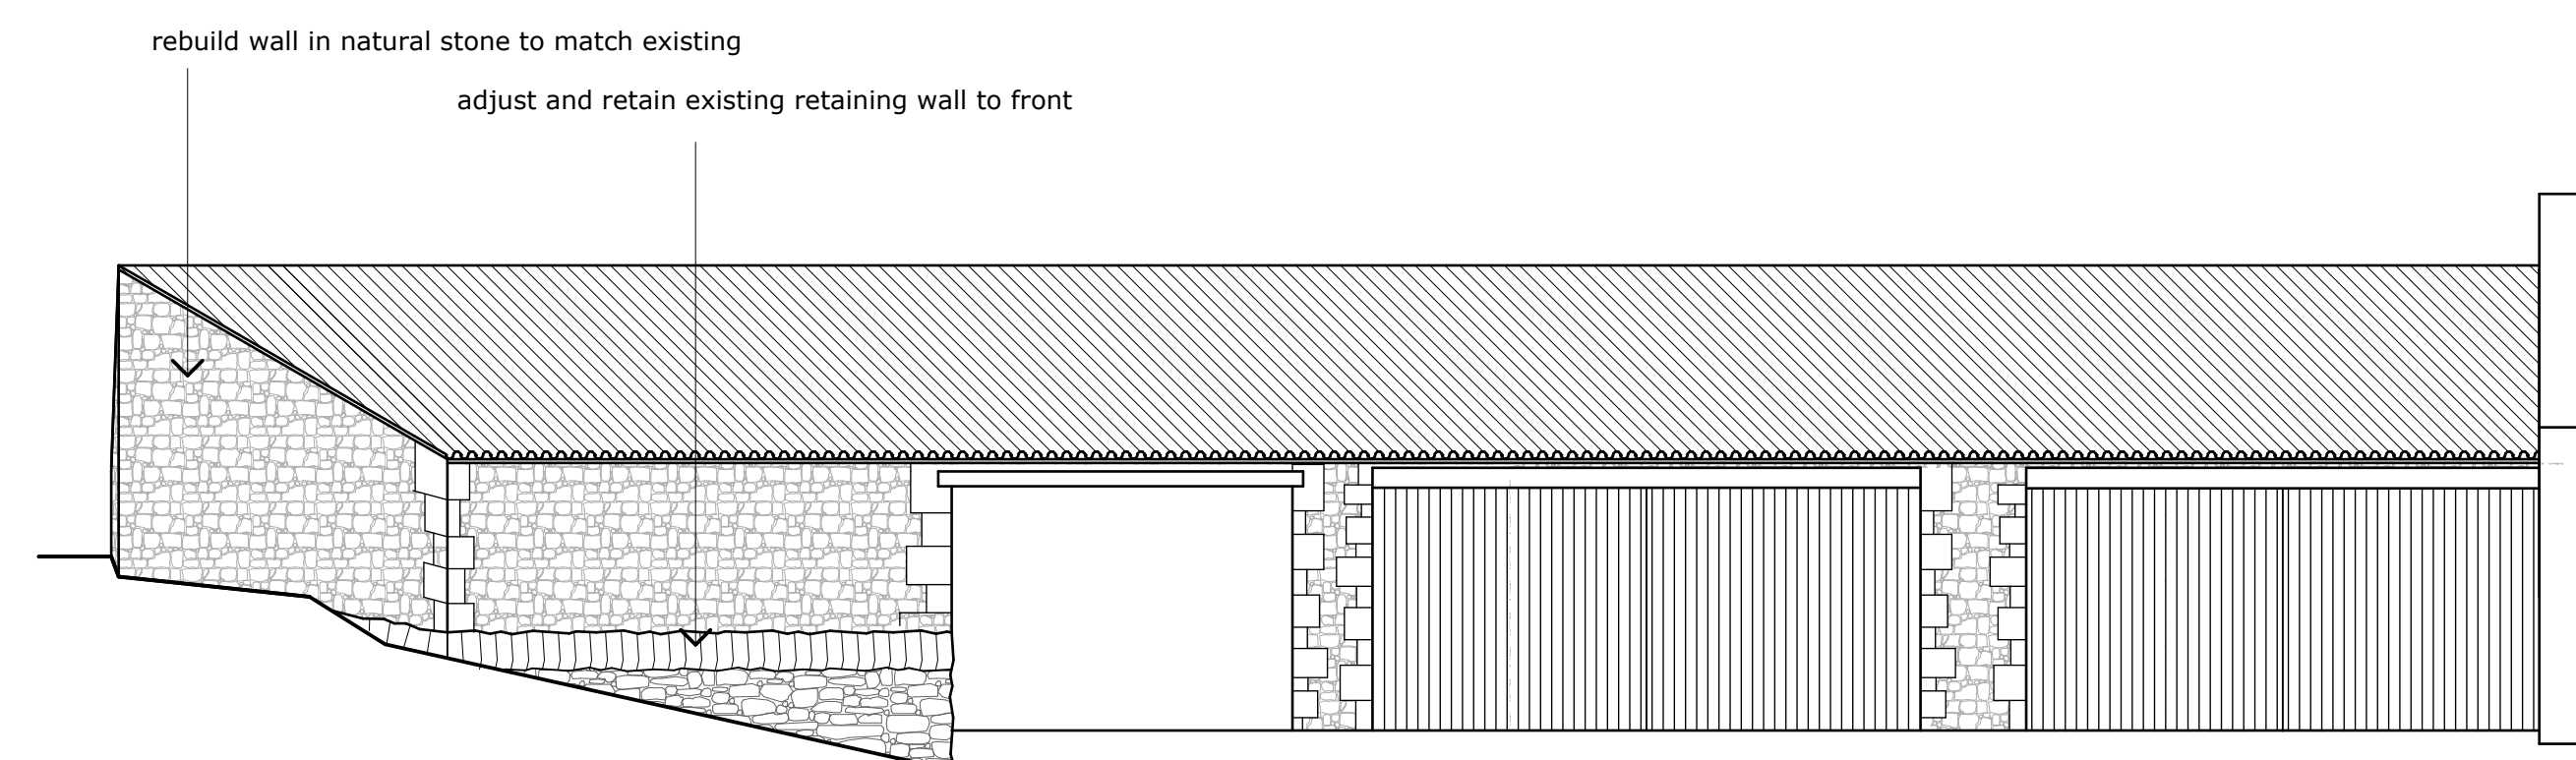 rebuild wall in natural stone to match existing
adjust and retain existing retaining wall to front